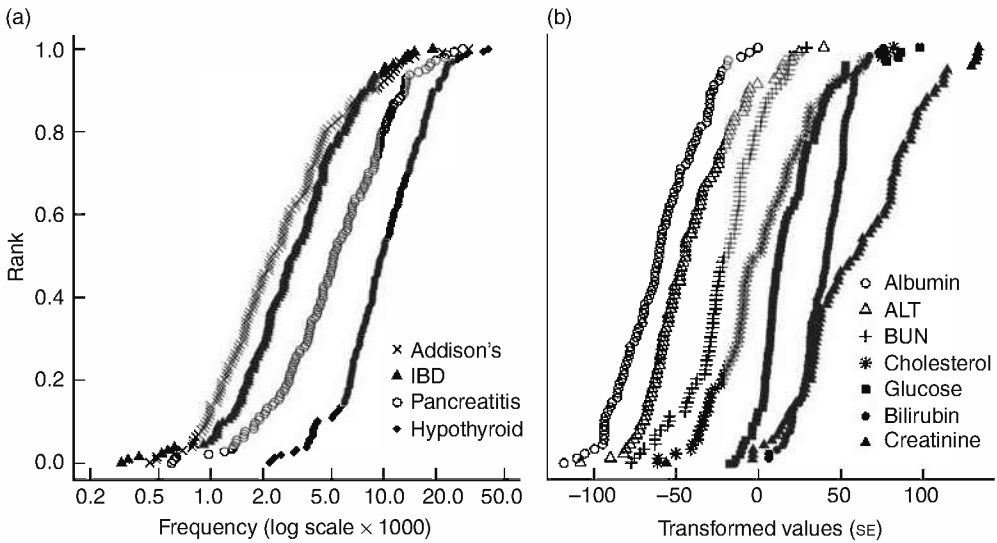 (a)
Rank
1.0
0.8
0.6
0.4
0.2
0.0
Addison's
IBD
Pancreatitis
Hypothyroid
0.2 0.5 1.0 2.0 5.0 10.0 20.0 50.0
Frequency (log scale × 1000)
(b)
Albumin
ALT
BUN
Cholesterol
Glucose
Bilirubin
Creatinine
−100 −50 0 50 100
Transformed values (SE)